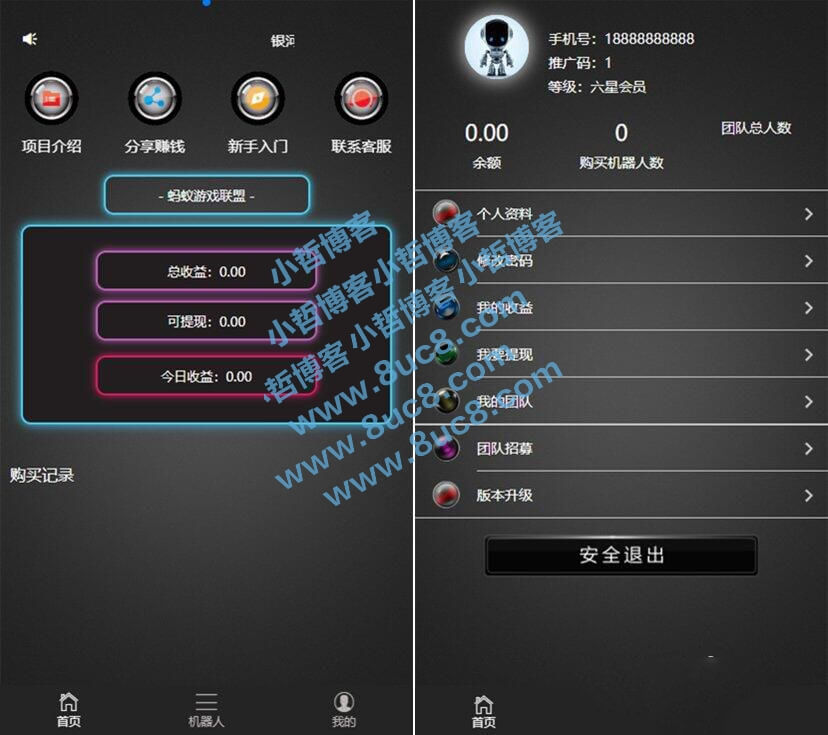 银河
项目介绍
分享赚钱
新手入门
联系客服
- 蚂蚁游戏联盟 -
总收益：0.00
可提现：0.00
今日收益：0.00
购买记录
首页
机器人
我的
手机号：18888888888
推广码：1
等级：六星会员
0.00
余额
0
购买机器人数
团队总人数
个人资料
修改密码
我的收益
我要提现
我的团队
团队招募
版本升级
安全退出
首页
小哲博客小哲博客
小哲博客 小哲博客
哲博客 www.8uc8.com
www.8uc8.com
www.8uc8.com